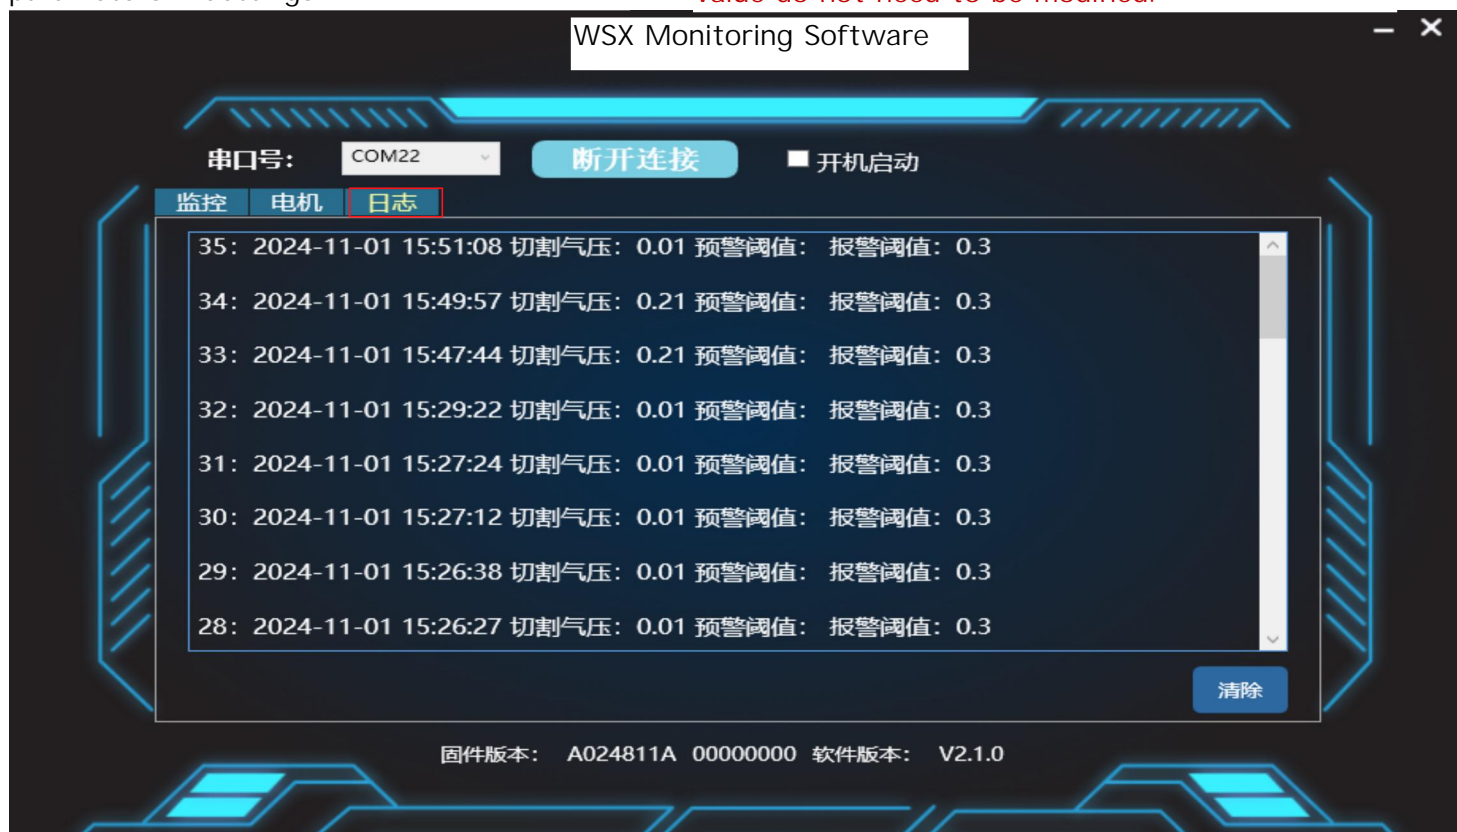 value do not need to be modified.
WSX Monitoring Software
串口号: COM22 断开连接 开机启动
监控 电机 日志
35: 2024-11-01 15:51:08 切割气压: 0.01 预警阈值: 报警阈值: 0.3
34: 2024-11-01 15:49:57 切割气压: 0.21 预警阈值: 报警阈值: 0.3
33: 2024-11-01 15:47:44 切割气压: 0.21 预警阈值: 报警阈值: 0.3
32: 2024-11-01 15:29:22 切割气压: 0.01 预警阈值: 报警阈值: 0.3
31: 2024-11-01 15:27:24 切割气压: 0.01 预警阈值: 报警阈值: 0.3
30: 2024-11-01 15:27:12 切割气压: 0.01 预警阈值: 报警阈值: 0.3
29: 2024-11-01 15:26:38 切割气压: 0.01 预警阈值: 报警阈值: 0.3
28: 2024-11-01 15:26:27 切割气压: 0.01 预警阈值: 报警阈值: 0.3
清除
固件版本: A024811A 00000000 软件版本: V2.1.0